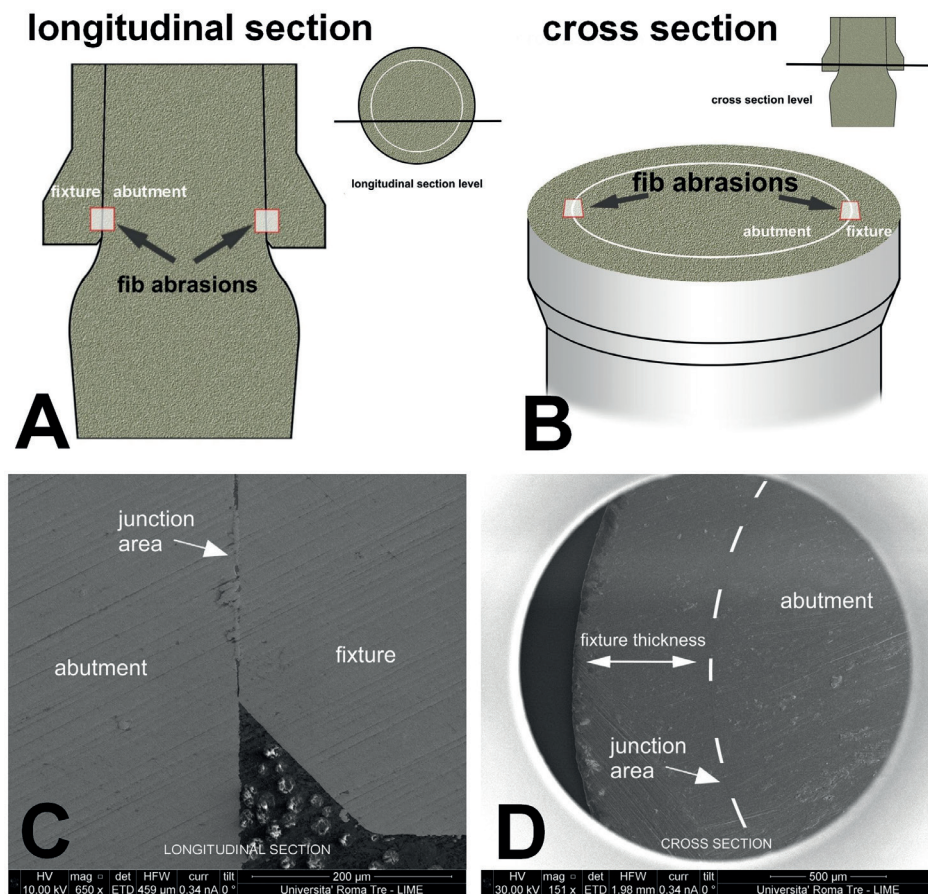 longitudinal section
fixture abutment
fib abrasions
longitudinal section level
A
cross section
cross section level
fib abrasions
abutment fixture
B
junction
area
abutment
fixture
C
LONGITUDINAL SECTION
HV mag □ det HFW curr tilt
10.00 kV 650 x ETD 459 µm 0.34 nA 0 °
200 µm
Universita' Roma Tre - LIME
abutment
fixture thickness
junction
area
D
CROSS SECTION
HV mag □ det HFW curr tilt
30.00 kV 151 x ETD 1.98 mm 0.34 nA 0 °
500 µm
Universita' Roma Tre - LIME